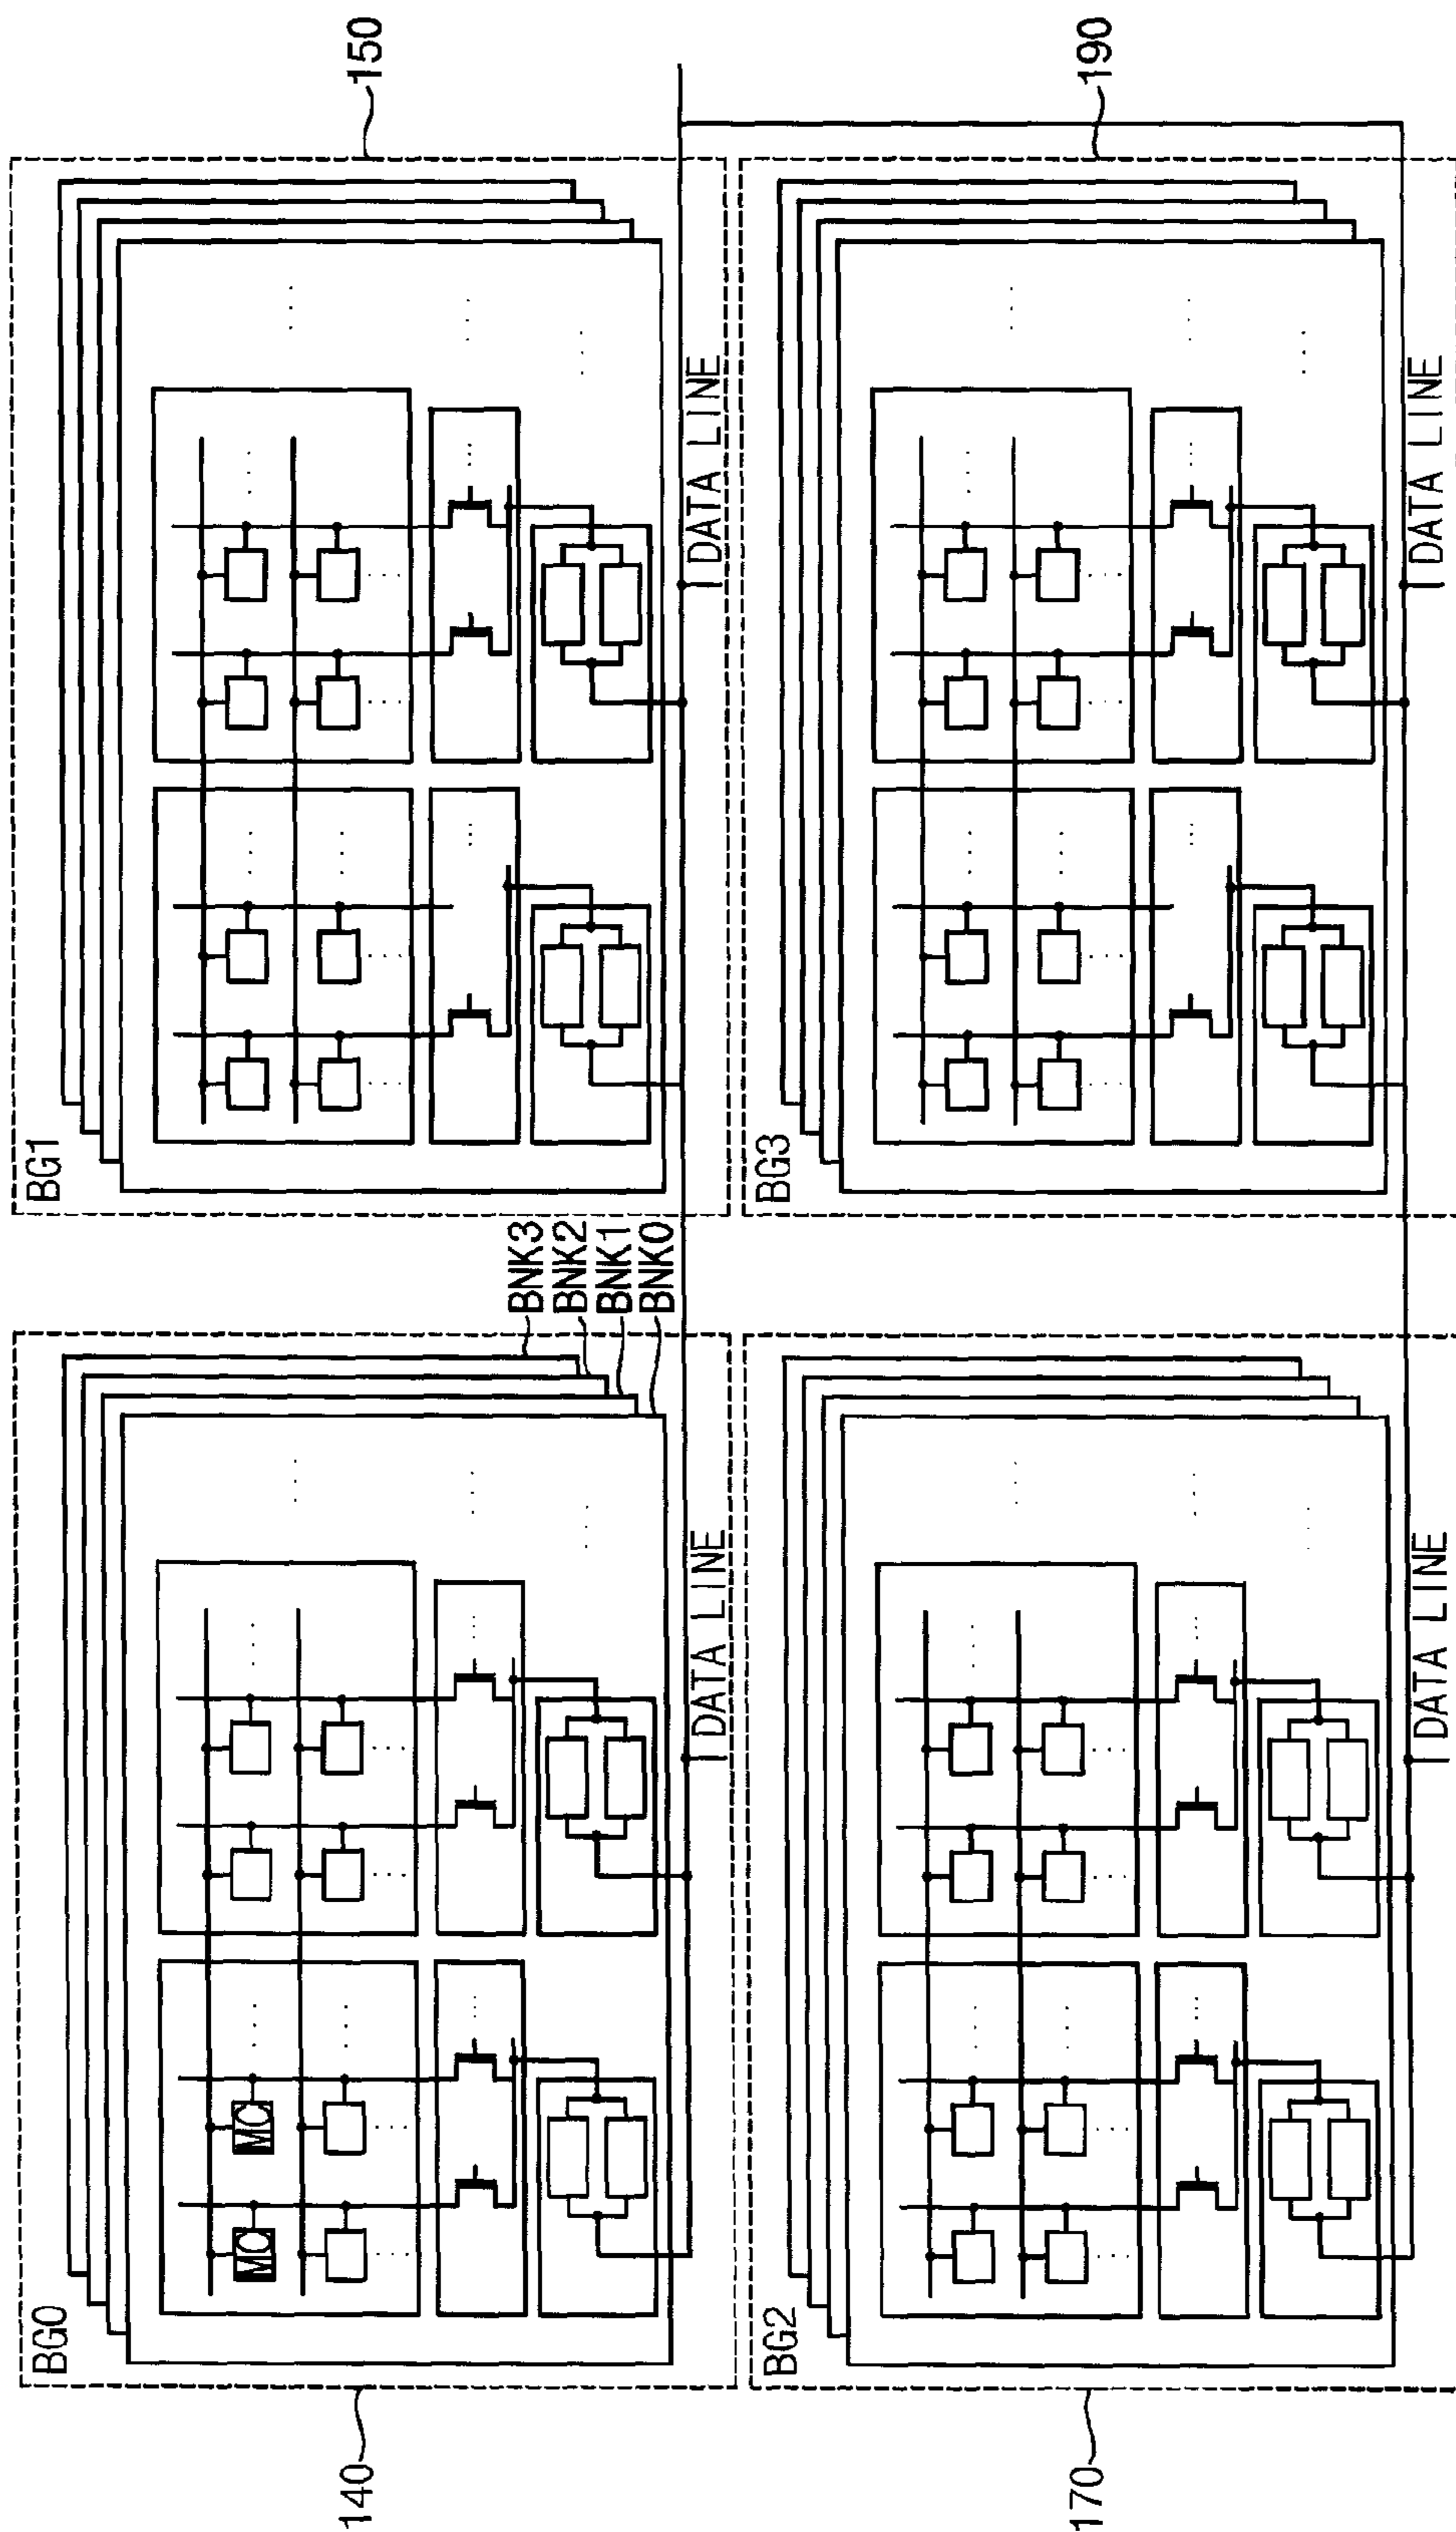 BG0
BG1
140
150
MC
MC
BNK3
BNK2
BNK1
BNK0
DATA LINE
DATA LINE
BG2
BG3
170
190
DATA LINE
DATA LINE